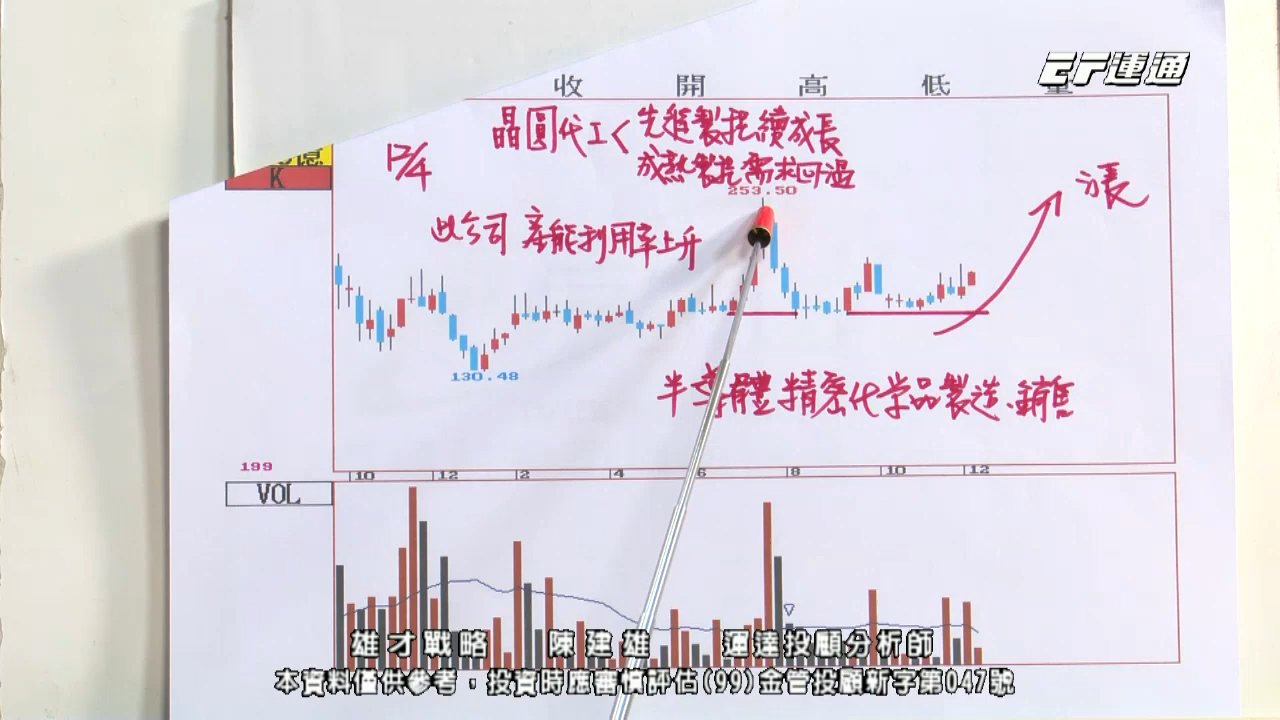 收 開 高 低 量
EF運通
晶圓代工く先進製程續成長
成熟製程需求回溫
12/4
億
K
253.50
漲
此公司 產能利用率上升
130.48
半導體精密化学品製造、銷售
199
10 12 2 4 6 8 10 12
VOL
雄才戰略 陳建雄 運達投顧分析師
本資料僅供參考,投資時應審慎評估(99)金管投顧新字第047號